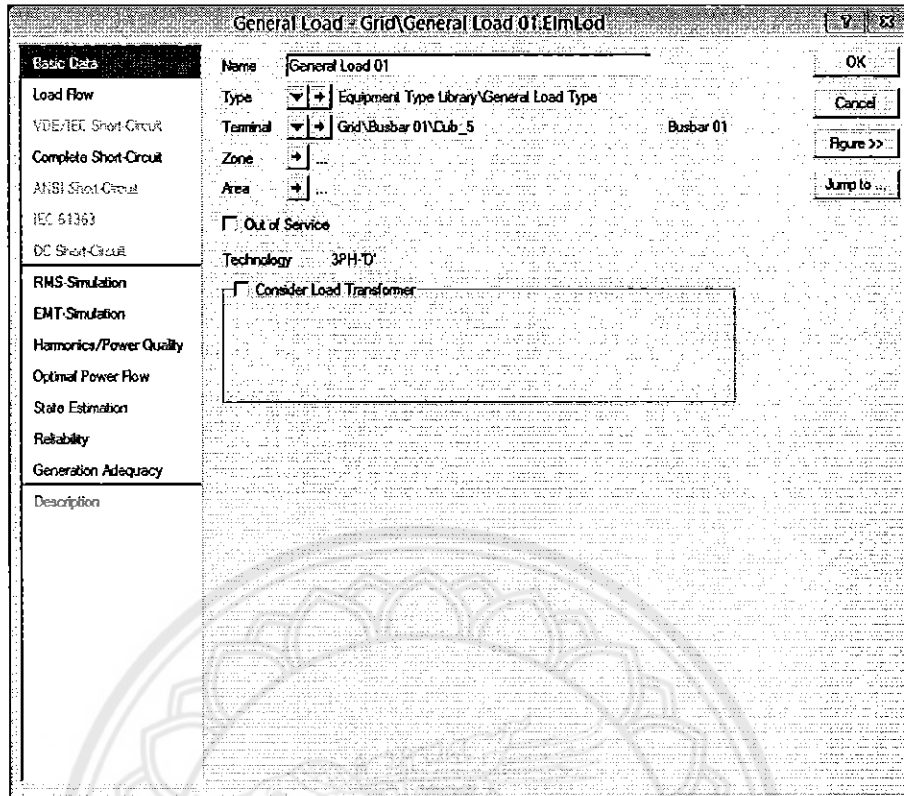 General Load - Grid\General Load 01.ElmLod
Basic Data
Load Flow
VDE/IEC Short-Circuit
Complete Short-Circuit
ANSI Short-Circuit
IEC 61363
DC Short-Circuit
RMS-Simulation
EMT-Simulation
Harmonics/Power Quality
Optimal Power Flow
State Estimation
Reliability
Generation Adequacy
Description
Name General Load 01
Type Equipment Type Library\General Load Type
Terminal Grid\Busbar 01\Cub_5 Busbar 01
Zone ...
Area ...
Out of Service
Technology 3PH-'D'
Consider Load Transformer
OK
Cancel
Figure >>
Jump to ...